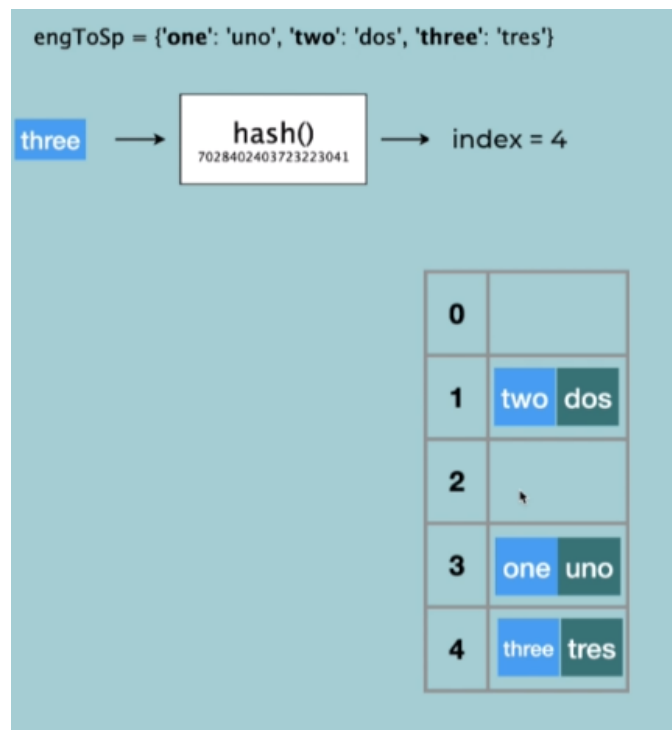 engToSp = {'one': 'uno', 'two': 'dos', 'three': 'tres'}
three
hash()
7028402403723223041
index = 4
0
1 two dos
2
3 one uno
4 three tres